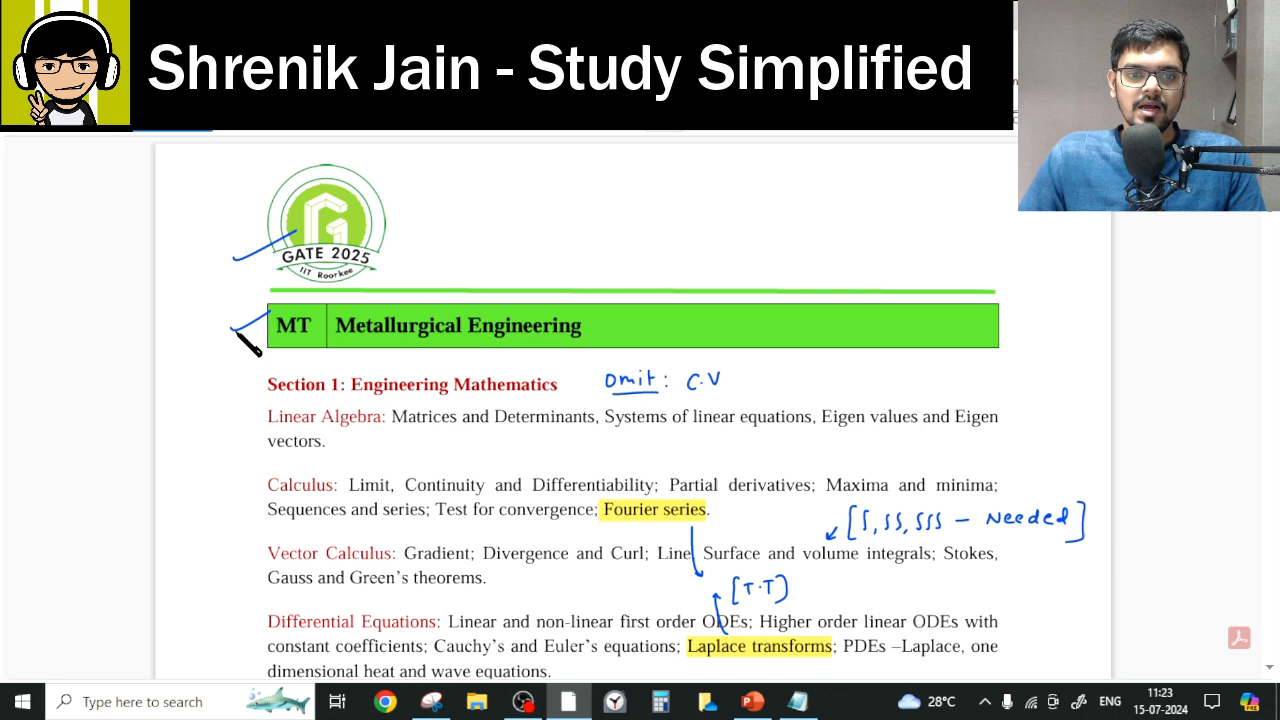 Shrenik Jain - Study Simplified
GATE 2025
IIT Roorkee
MT Metallurgical Engineering
Section 1: Engineering Mathematics Omit: C.V
Linear Algebra: Matrices and Determinants, Systems of linear equations, Eigen values and Eigen
vectors.
Calculus: Limit, Continuity and Differentiability; Partial derivatives; Maxima and minima;
Sequences and series; Test for convergence; Fourier series.
[∫, ∫∫, ∫∫∫ – Needed]
Vector Calculus: Gradient; Divergence and Curl; Line, Surface and volume integrals; Stokes,
Gauss and Green's theorems.
[T.T]
Differential Equations: Linear and non-linear first order ODEs; Higher order linear ODEs with
constant coefficients; Cauchy's and Euler's equations; Laplace transforms; PDEs –Laplace, one
dimensional heat and wave equations.
Type here to search
28°C
ENG
11:23
15-07-2024